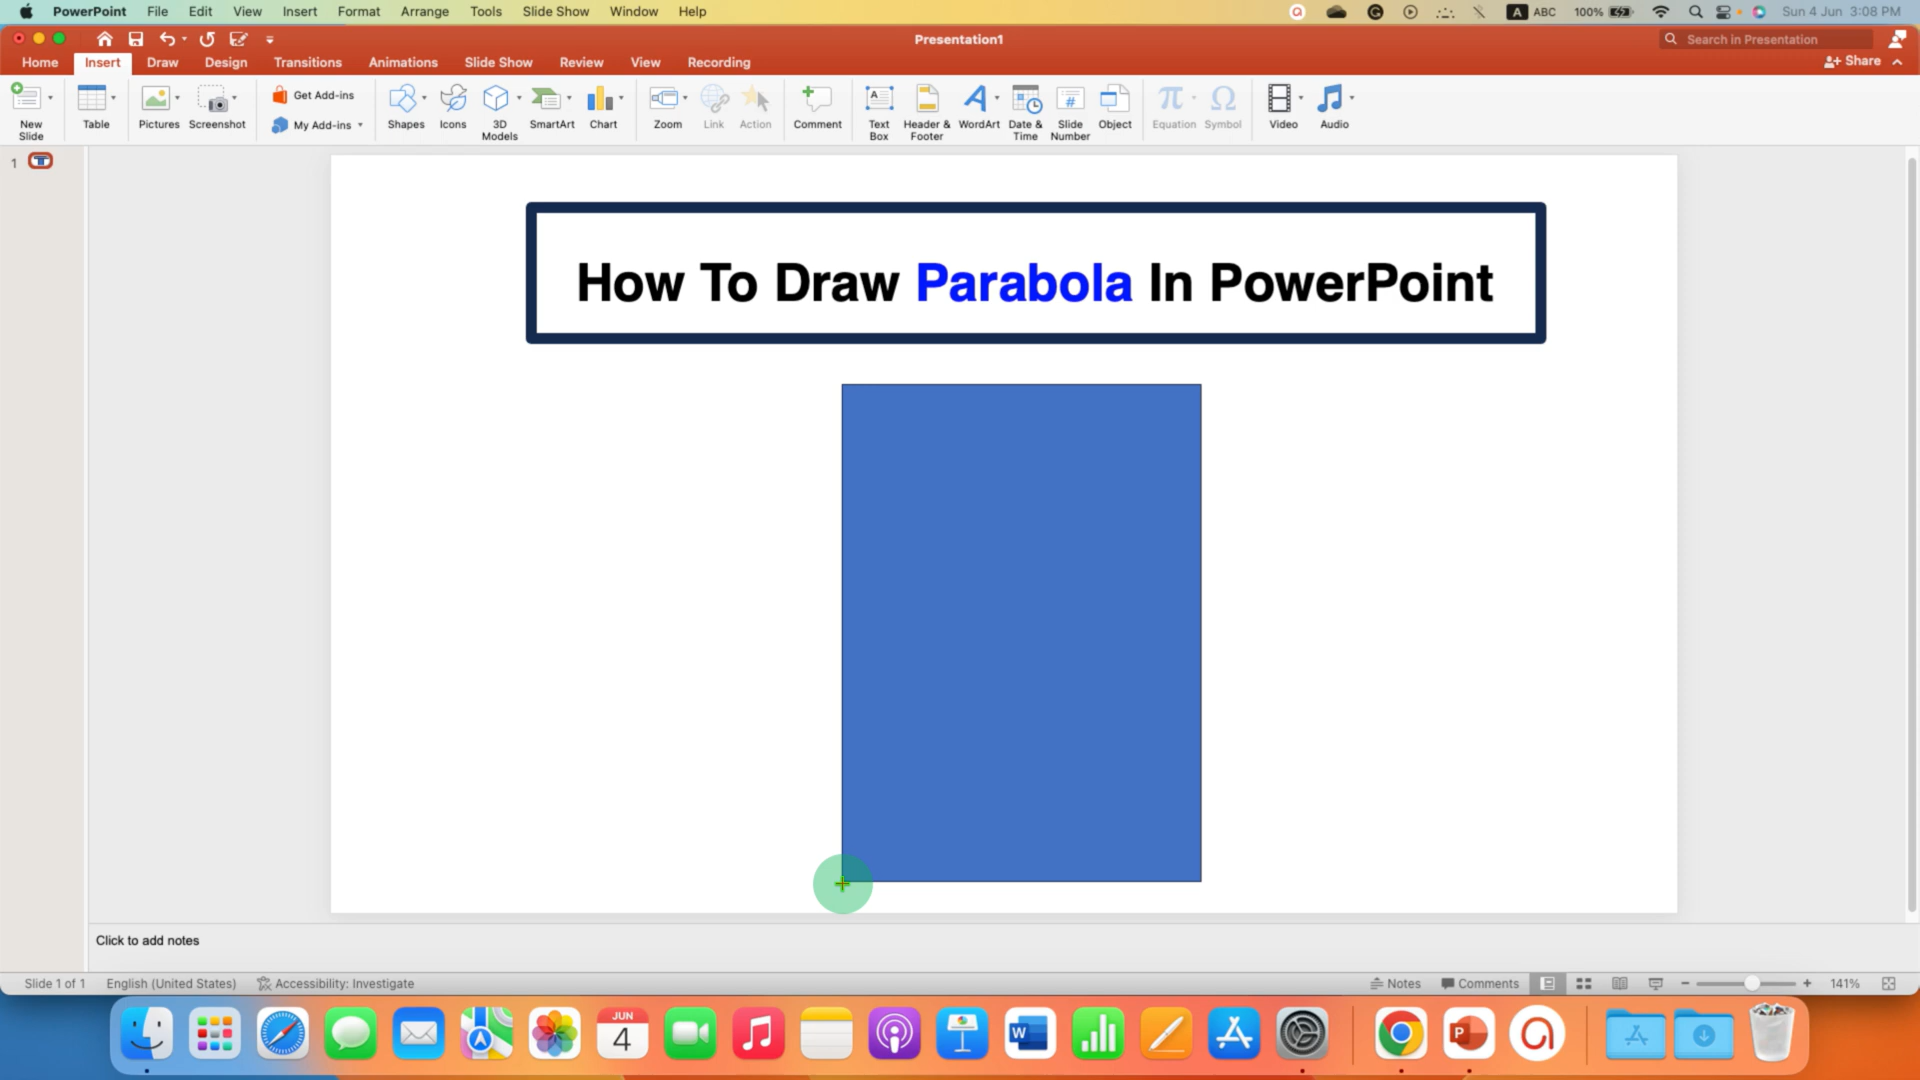 PowerPoint File Edit View Insert Format Arrange Tools Slide Show Window Help A ABC 100% Sun 4 Jun 3:08 PM
Presentation1 Search in Presentation
Home Insert Draw Design Transitions Animations Slide Show Review View Recording Share
New Slide
Table
Pictures
Screenshot
Get Add-ins
My Add-ins
Shapes
Icons
3D Models
SmartArt
Chart
Zoom
Link
Action
Comment
Text Box
Header & Footer
WordArt
Date & Time
Slide Number
Object
Equation
Symbol
Video
Audio
1
How To Draw Parabola In PowerPoint
Click to add notes
Slide 1 of 1 English (United States) Accessibility: Investigate Notes Comments 141%
JUN
4
W
P